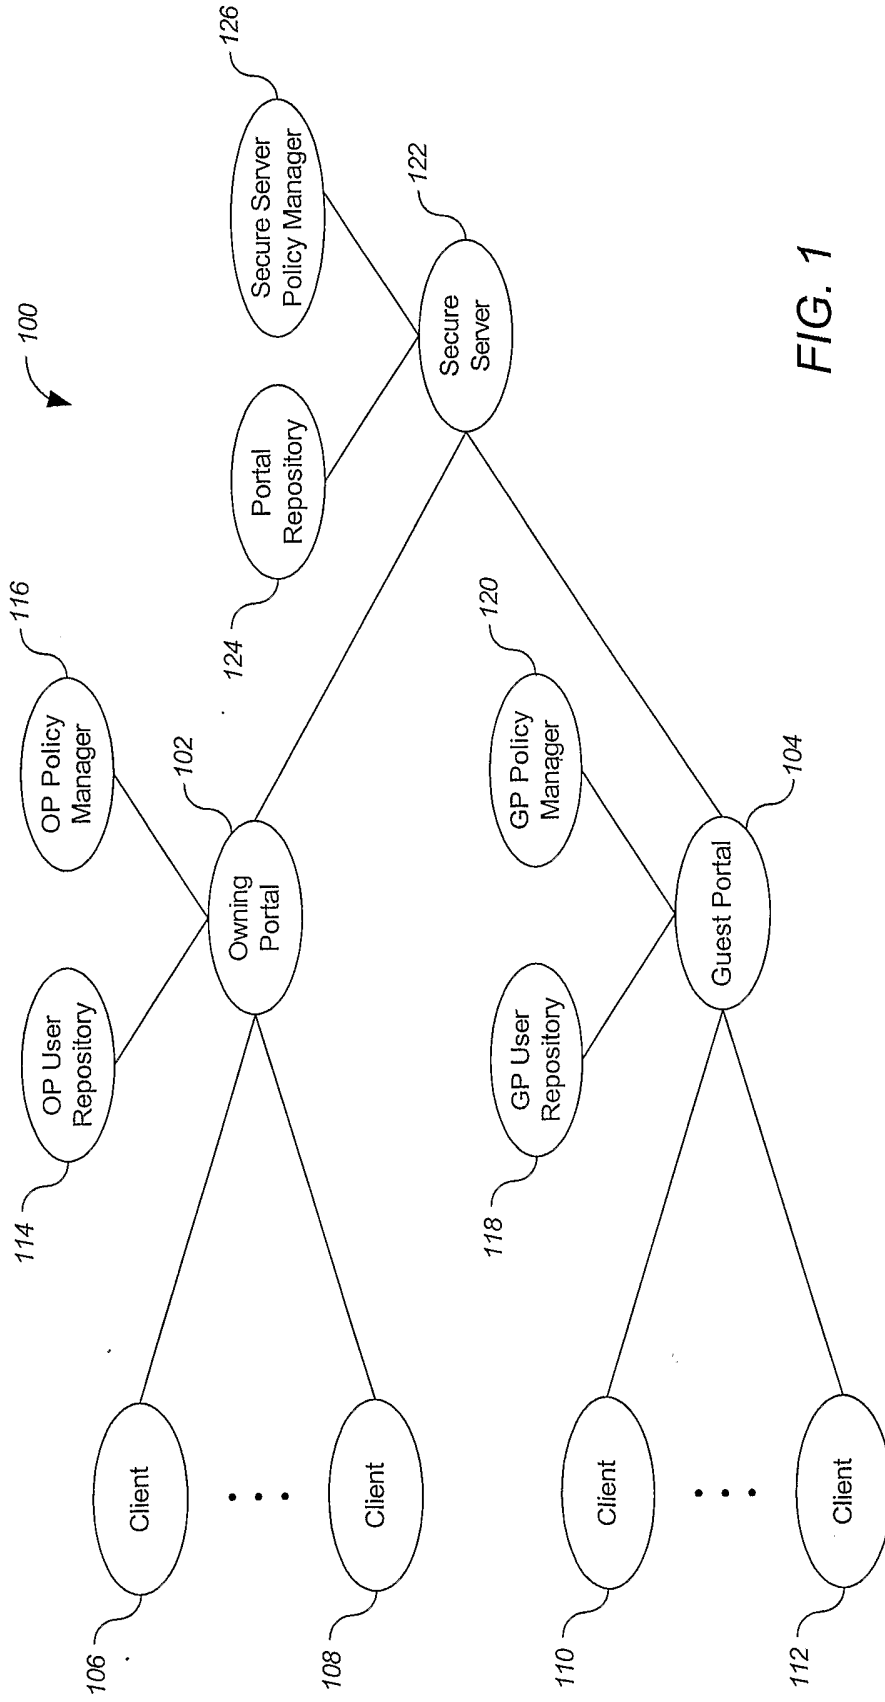 100
116
126
OP User
Repository
OP Policy
Manager
Portal
Repository
Secure Server
Policy Manager
114
102
124
122
Client
Owning
Portal
Secure
Server
106
Client
108
120
GP User
Repository
GP Policy
Manager
118
104
Client
Guest Portal
110
Client
112
FIG. 1